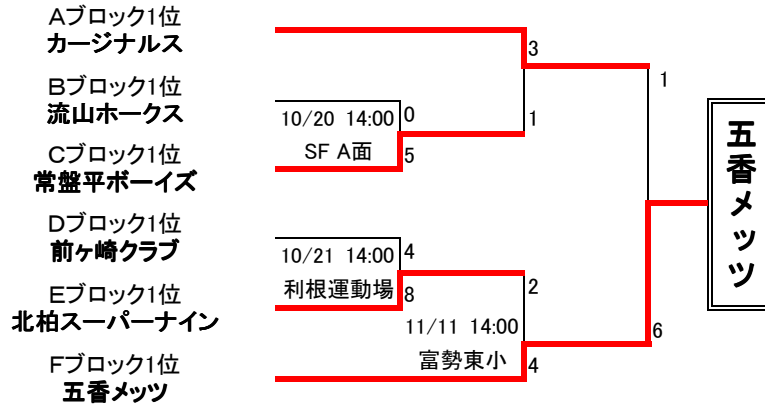 Aブロック1位
カージナルス
3
1
Bブロック1位
流山ホークス
10/20 14:00
0
1
SF A面
5
Cブロック1位
常盤平ボーイズ
五香メッツ
Dブロック1位
前ヶ崎クラブ
10/21 14:00
4
利根運動場
8
2
Eブロック1位
北柏スーパーナイン
11/11 14:00
6
富勢東小
4
Fブロック1位
五香メッツ